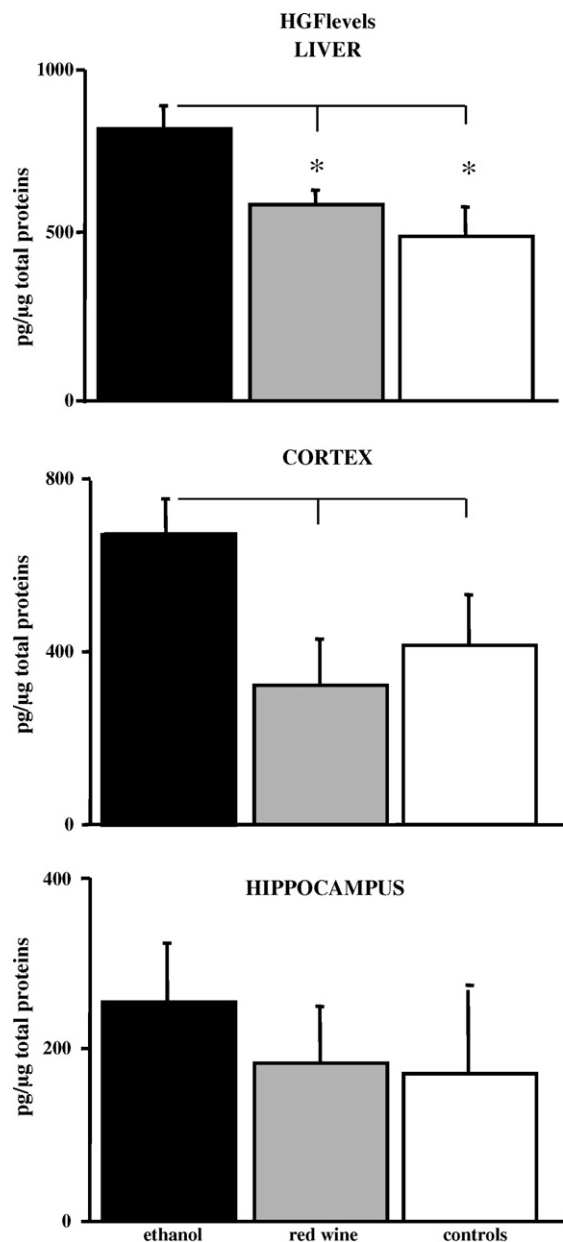 HGFlevels
LIVER
1000
500
0
pg/µg total proteins
* *
CORTEX
800
400
0
pg/µg total proteins
HIPPOCAMPUS
400
200
0
pg/µg total proteins
ethanol red wine controls